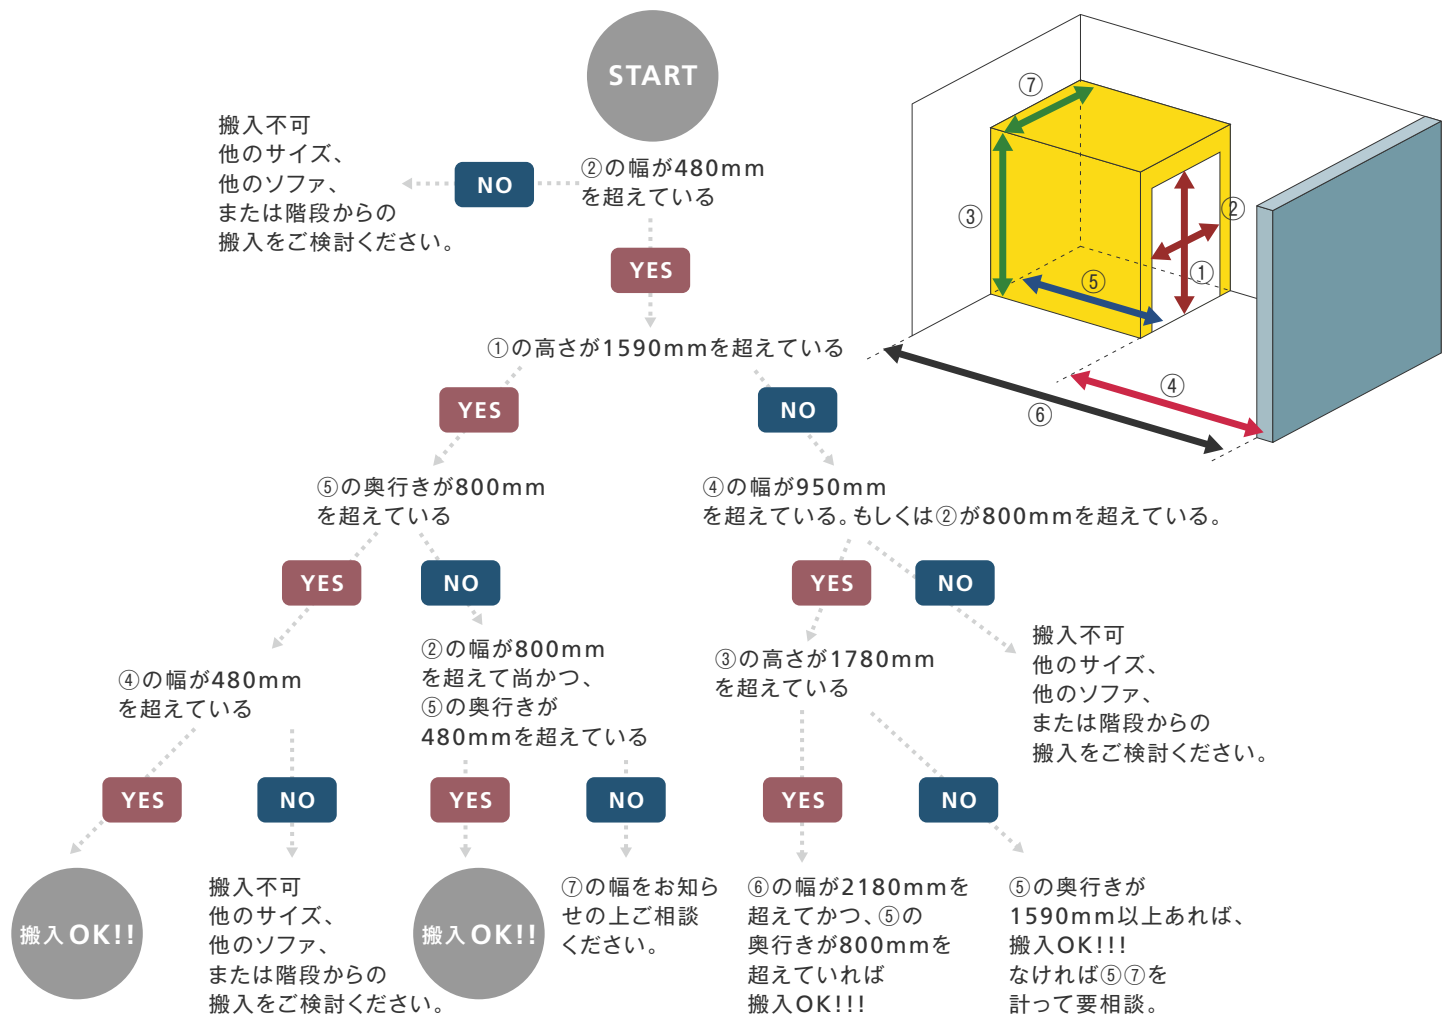 START
②の幅が480mm
を超えている
NO
搬入不可
他のサイズ、
他のソファ、
または階段からの
搬入をご検討ください。
YES
①の高さが1590mmを超えている
YES
NO
⑤の奥行きが800mm
を超えている
④の幅が950mm
を超えている。もしくは②が800mmを超えている。
YES
NO
YES
NO
④の幅が480mm
を超えている
②の幅が800mm
を超えて尚かつ、
⑤の奥行きが
480mmを超えている
③の高さが1780mm
を超えている
搬入不可
他のサイズ、
他のソファ、
または階段からの
搬入をご検討ください。
YES
NO
YES
NO
YES
NO
搬入OK!!
搬入不可
他のサイズ、
他のソファ、
または階段からの
搬入をご検討ください。
搬入OK!!
⑦の幅をお知ら
せの上ご相談
ください。
⑥の幅が2180mmを
超えてかつ、⑤の
奥行きが800mmを
超えていれば
搬入OK!!!
⑤の奥行きが
1590mm以上あれば、
搬入OK!!!
なければ⑤⑦を
計って要相談。
⑦
②
③
①
⑤
④
⑥